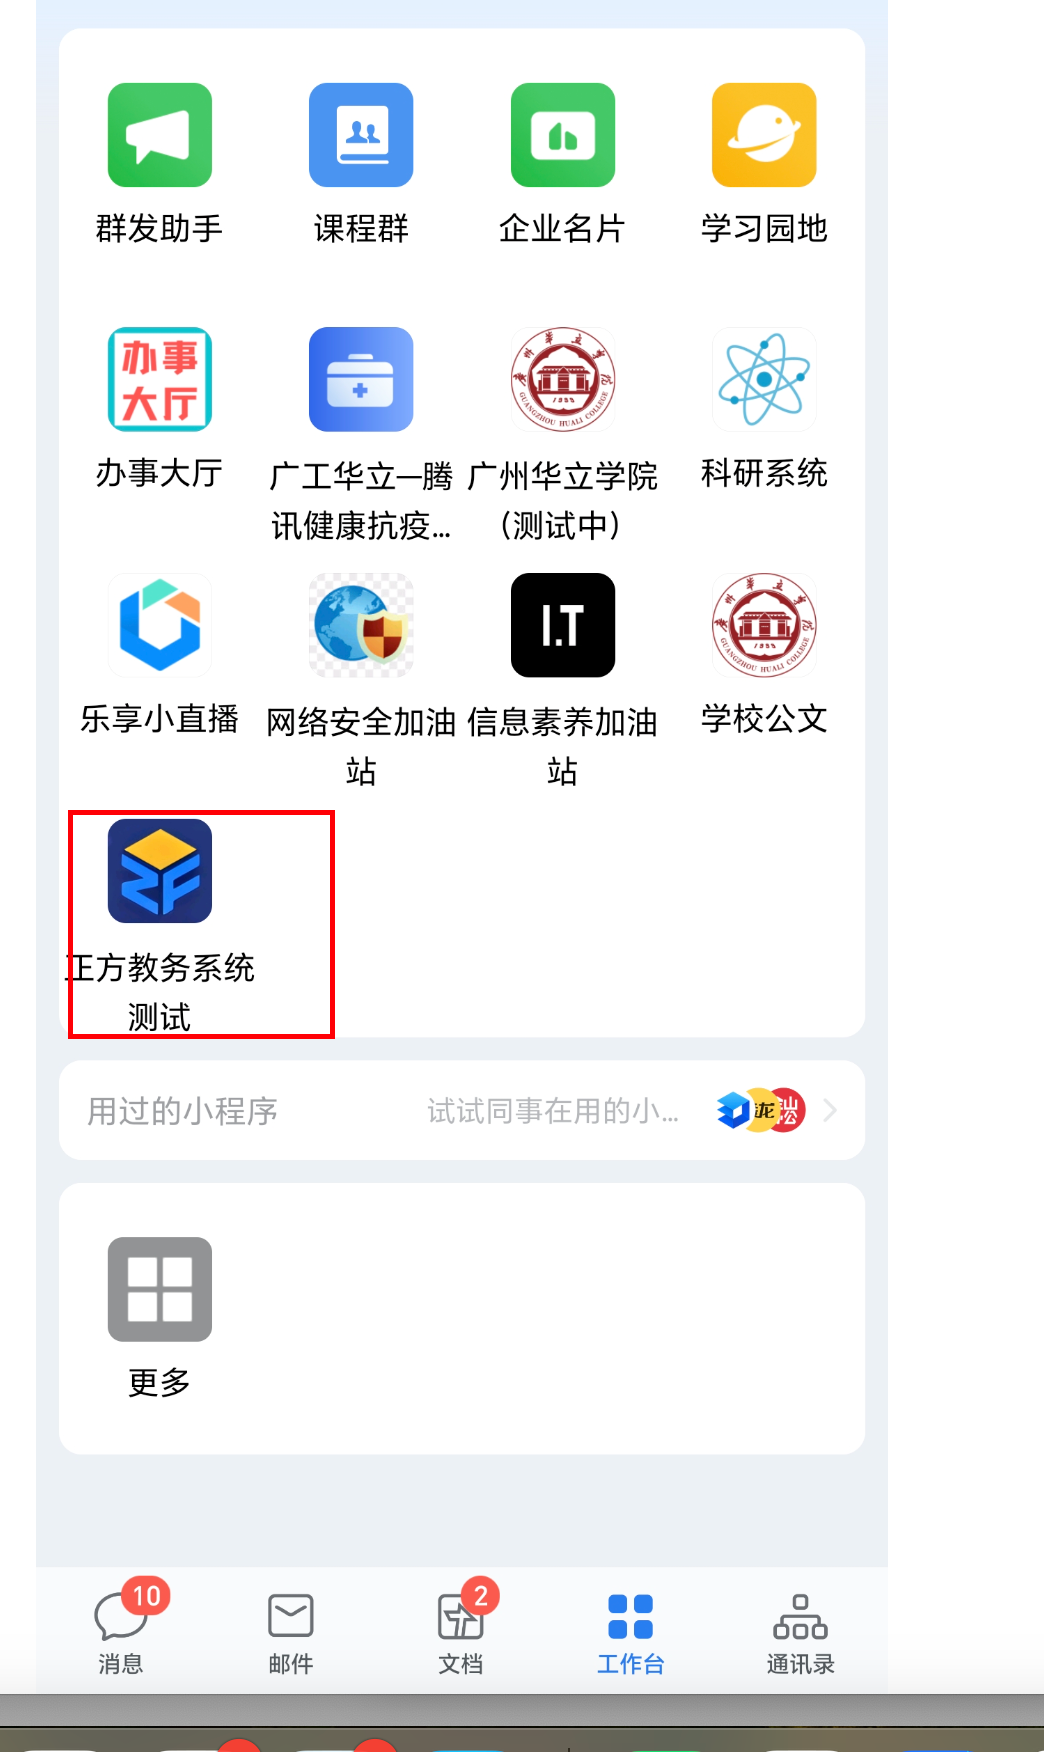 群发助手 课程群 企业名片 学习园地
办事
大厅
办事大厅 广工华立—腾 广州华立学院 科研系统
讯健康抗疫... （测试中）
I.T
乐享小直播 网络安全加油 信息素养加油 学校公文
站 站
ZF
正方教务系统
测试
用过的小程序 试试同事在用的小...
更多
10 2
消息 邮件 文档 工作台 通讯录